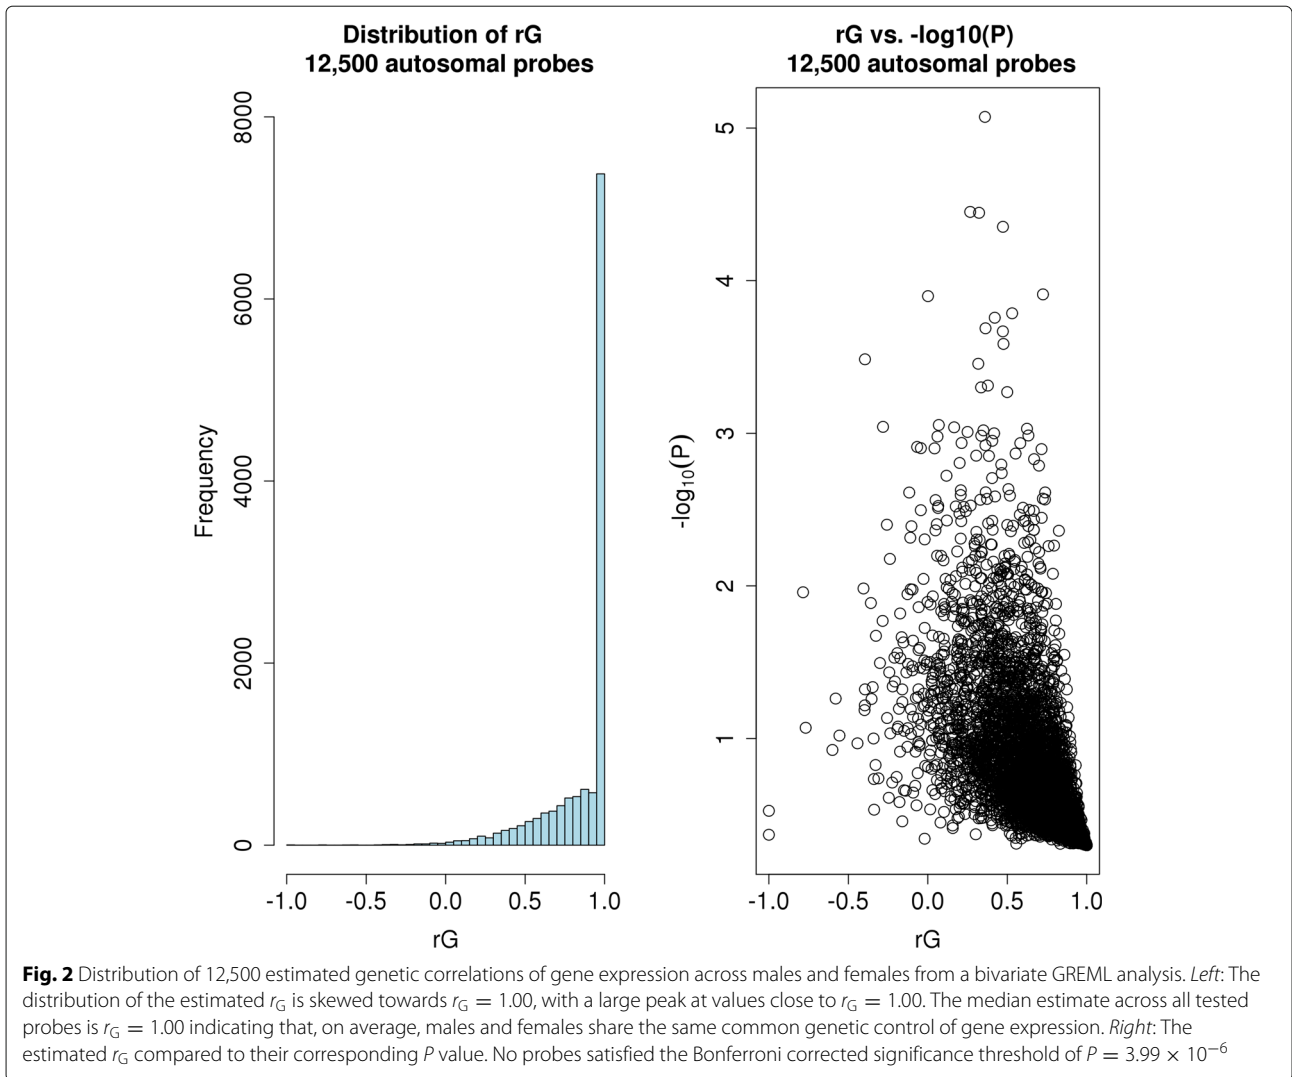 Distribution of rG
12,500 autosomal probes
8000
6000
4000
2000
0
Frequency
-1.0 -0.5 0.0 0.5 1.0
rG
rG vs. -log10(P)
12,500 autosomal probes
5
4
3
2
1
-log₁₀(P)
-1.0 -0.5 0.0 0.5 1.0
rG
Fig. 2 Distribution of 12,500 estimated genetic correlations of gene expression across males and females from a bivariate GREML analysis. Left: The
distribution of the estimated rG is skewed towards rG = 1.00, with a large peak at values close to rG = 1.00. The median estimate across all tested
probes is rG = 1.00 indicating that, on average, males and females share the same common genetic control of gene expression. Right: The
estimated rG compared to their corresponding P value. No probes satisfied the Bonferroni corrected significance threshold of P = 3.99 × 10⁻⁶